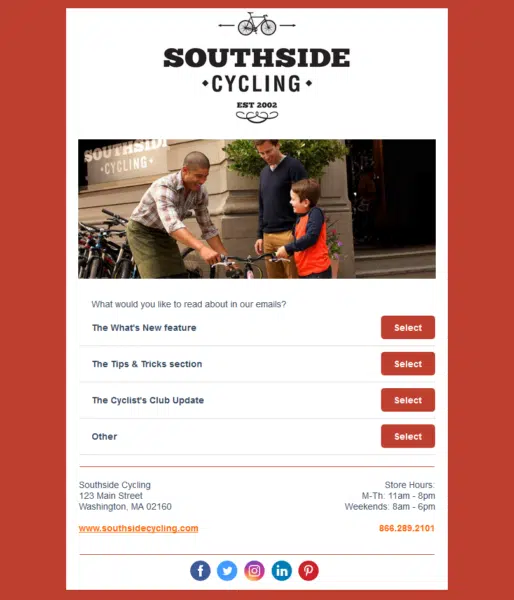 SOUTHSIDE
CYCLING
EST 2002
SOUTHSID
CYCLING
What would you like to read about in our emails?
The What's New feature
Select
The Tips & Tricks section
Select
The Cyclist's Club Update
Select
Other
Select
Southside Cycling
123 Main Street
Washington, MA 02160
www.southsidecycling.com
Store Hours:
M-Th: 11am - 8pm
Weekends: 8am - 6pm
866.289.2101